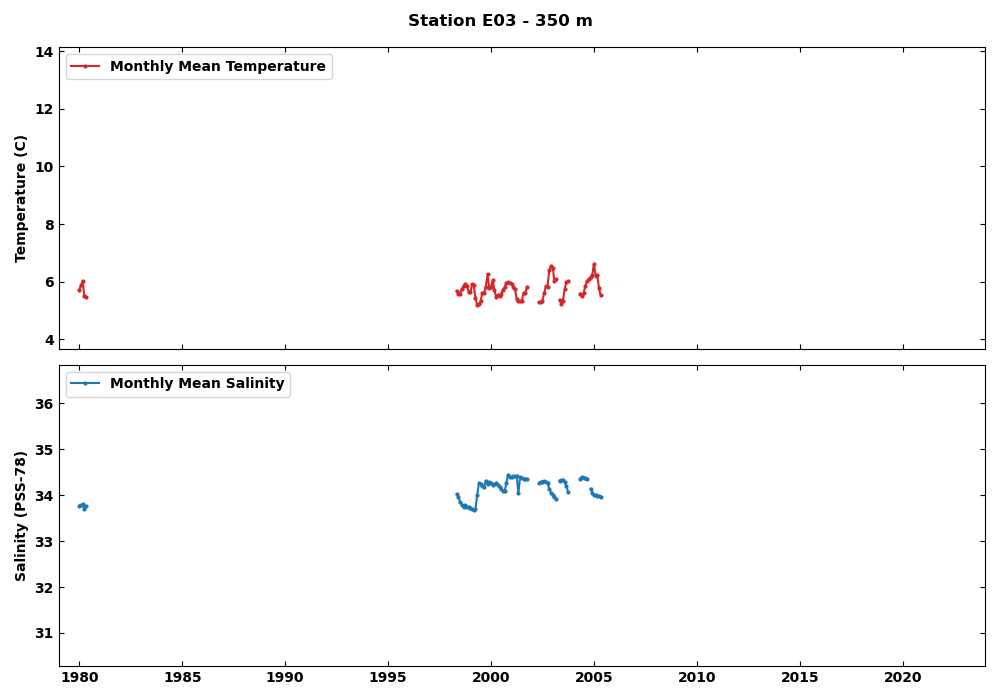 Station E03 - 350 m
Monthly Mean Temperature
Temperature (C)
14
12
10
8
6
4
Monthly Mean Salinity
Salinity (PSS-78)
36
35
34
33
32
31
1980 1985 1990 1995 2000 2005 2010 2015 2020